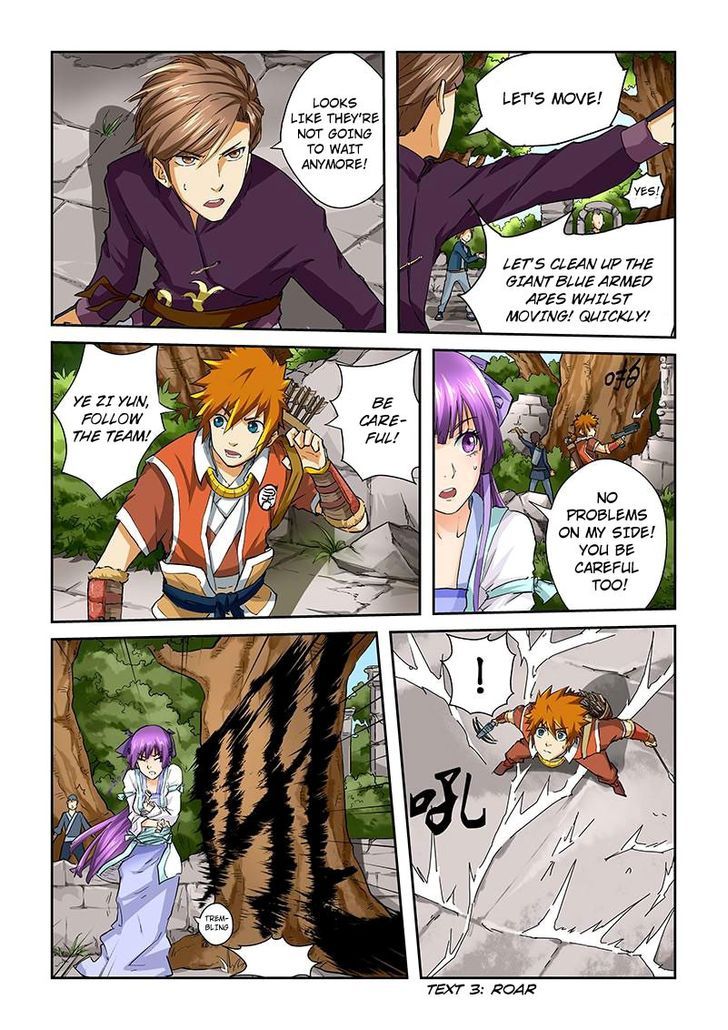 LOOKS
LIKE THEY'RE
NOT GOING
TO WAIT
ANYMORE!
LET'S MOVE!
YES!
LET'S CLEAN UP THE
GIANT BLUE ARMED
APES WHILST
MOVING! QUICKLY!
YE ZI YUN,
FOLLOW
THE TEAM!
BE
CARE-
FUL!
NO
PROBLEMS
ON MY SIDE!
YOU BE
CAREFUL
TOO!
TREM-
BLING
!
吼
TEXT 3: ROAR